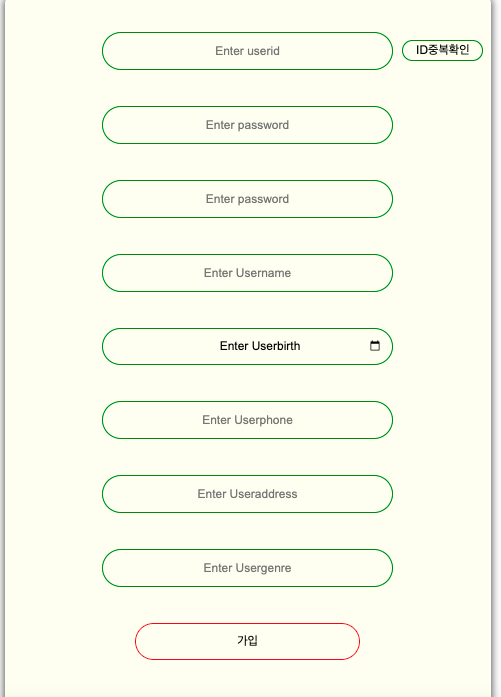 Enter userid
ID중복확인
Enter password
Enter password
Enter Username
Enter Userbirth
Enter Userphone
Enter Useraddress
Enter Usergenre
가입